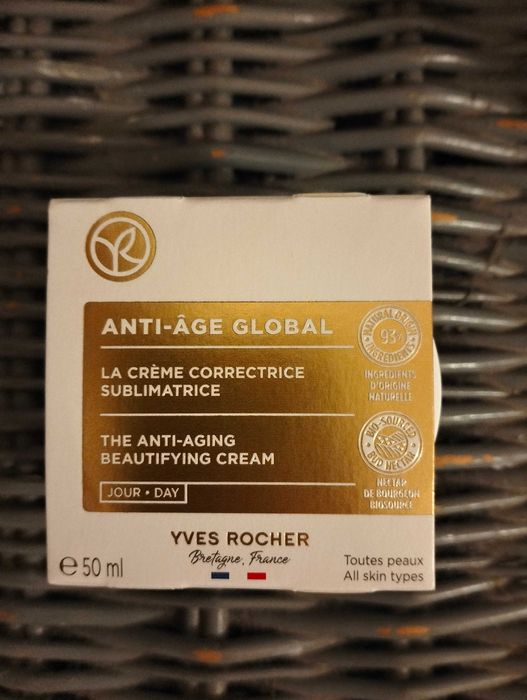 ANTI-ÂGE GLOBAL
LA CRÈME CORRECTRICE
SUBLIMATRICE
THE ANTI-AGING
BEAUTIFYING CREAM
JOUR • DAY
NATURAL ORIGIN
93%
INGREDIENTS
INGRÉDIENTS
D'ORIGINE
NATURELLE
BIO-SOURCED
BUD NECTAR
NECTAR
DE BOURGEON
BIOSOURCÉ
YVES ROCHER
Bretagne, France
℮ 50 ml
Toutes peaux
All skin types